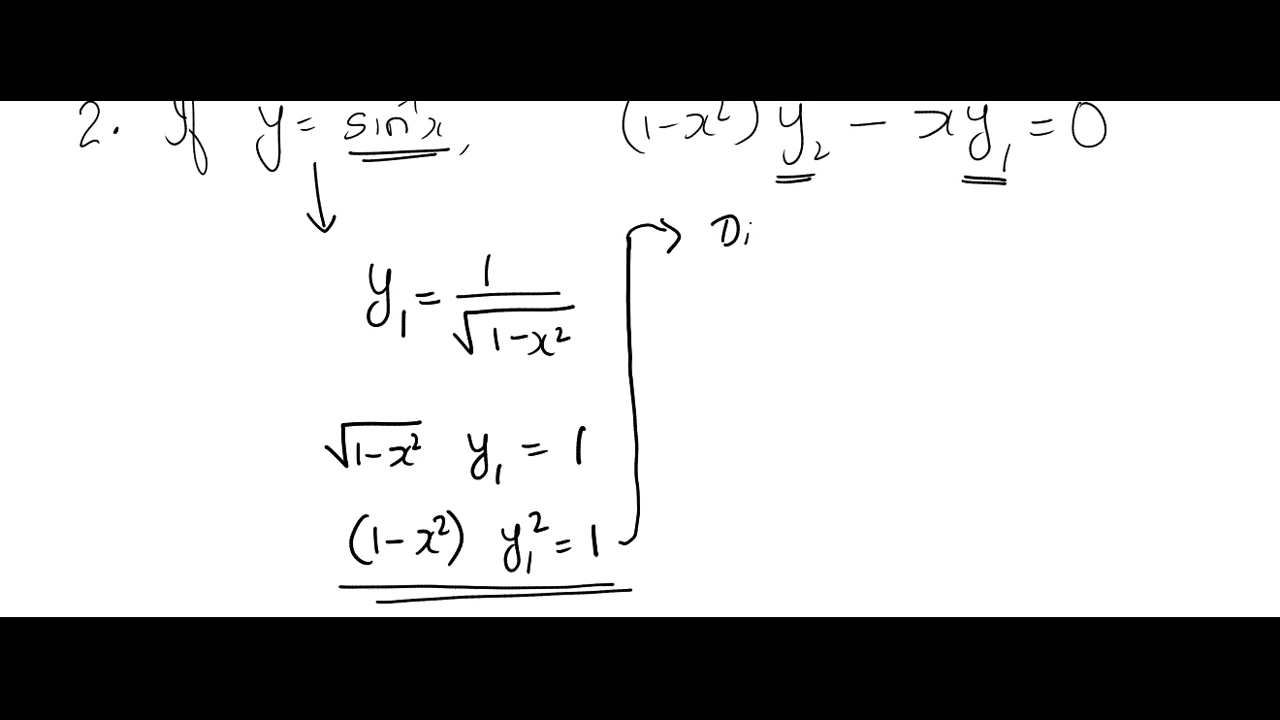 2. If y = sin⁻¹x, (1-x²) y₂ - xy₁ = 0
Di
y₁ = 1/√(1-x²)
√(1-x²) y₁ = 1
(1-x²) y₁² = 1